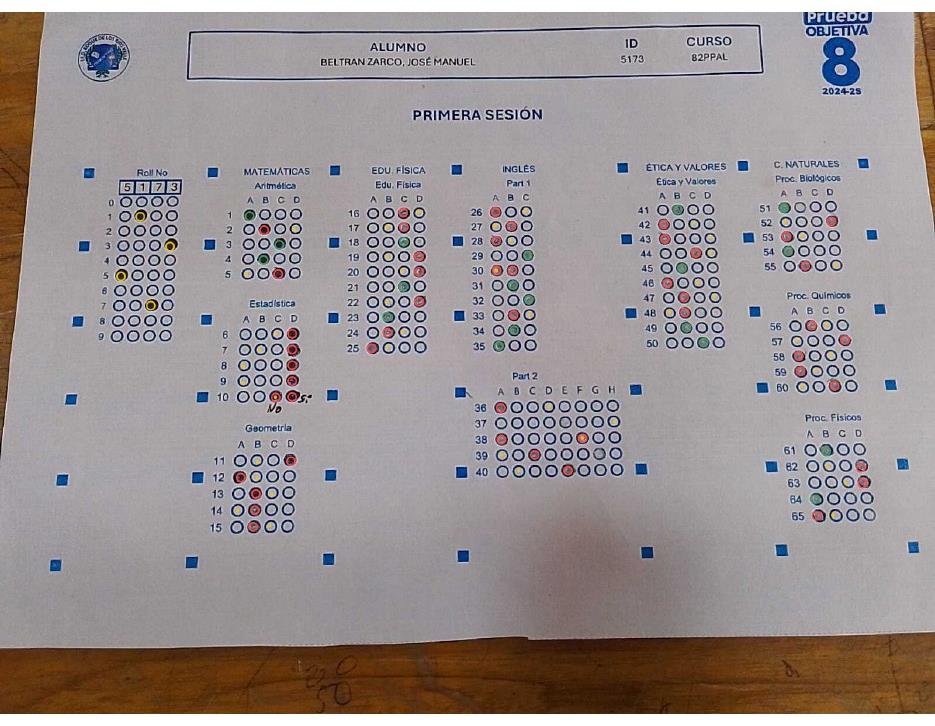 Prueba
OBJETIVA
8
2024-25
ALUMNO
BELTRAN ZARCO, JOSÉ MANUEL
ID
5173
CURSO
82PPAL
PRIMERA SESIÓN
Roll No
5 1 7 3
0
1
2
3
4
5
6
7
8
9
MATEMÁTICAS
Aritmética
A B C D
1
2
3
4
5
Estadística
A B C D
6
7
8
9
10
No Si
Geometria
A B C D
11
12
13
14
15
EDU. FÍSICA
Edu. Física
A B C D
16
17
18
19
20
21
22
23
24
25
INGLÉS
Part 1
A B C
26
27
28
29
30
31
32
33
34
35
Part 2
A B C D E F G H
36
37
38
39
40
ÉTICA Y VALORES
Ética y Valores
A B C D
41
42
43
44
45
46
47
48
49
50
C. NATURALES
Proc. Biológicos
A B C D
51
52
53
54
55
Proc. Químicos
A B C D
56
57
58
59
60
Proc. Físicos
A B C D
61
62
63
64
65